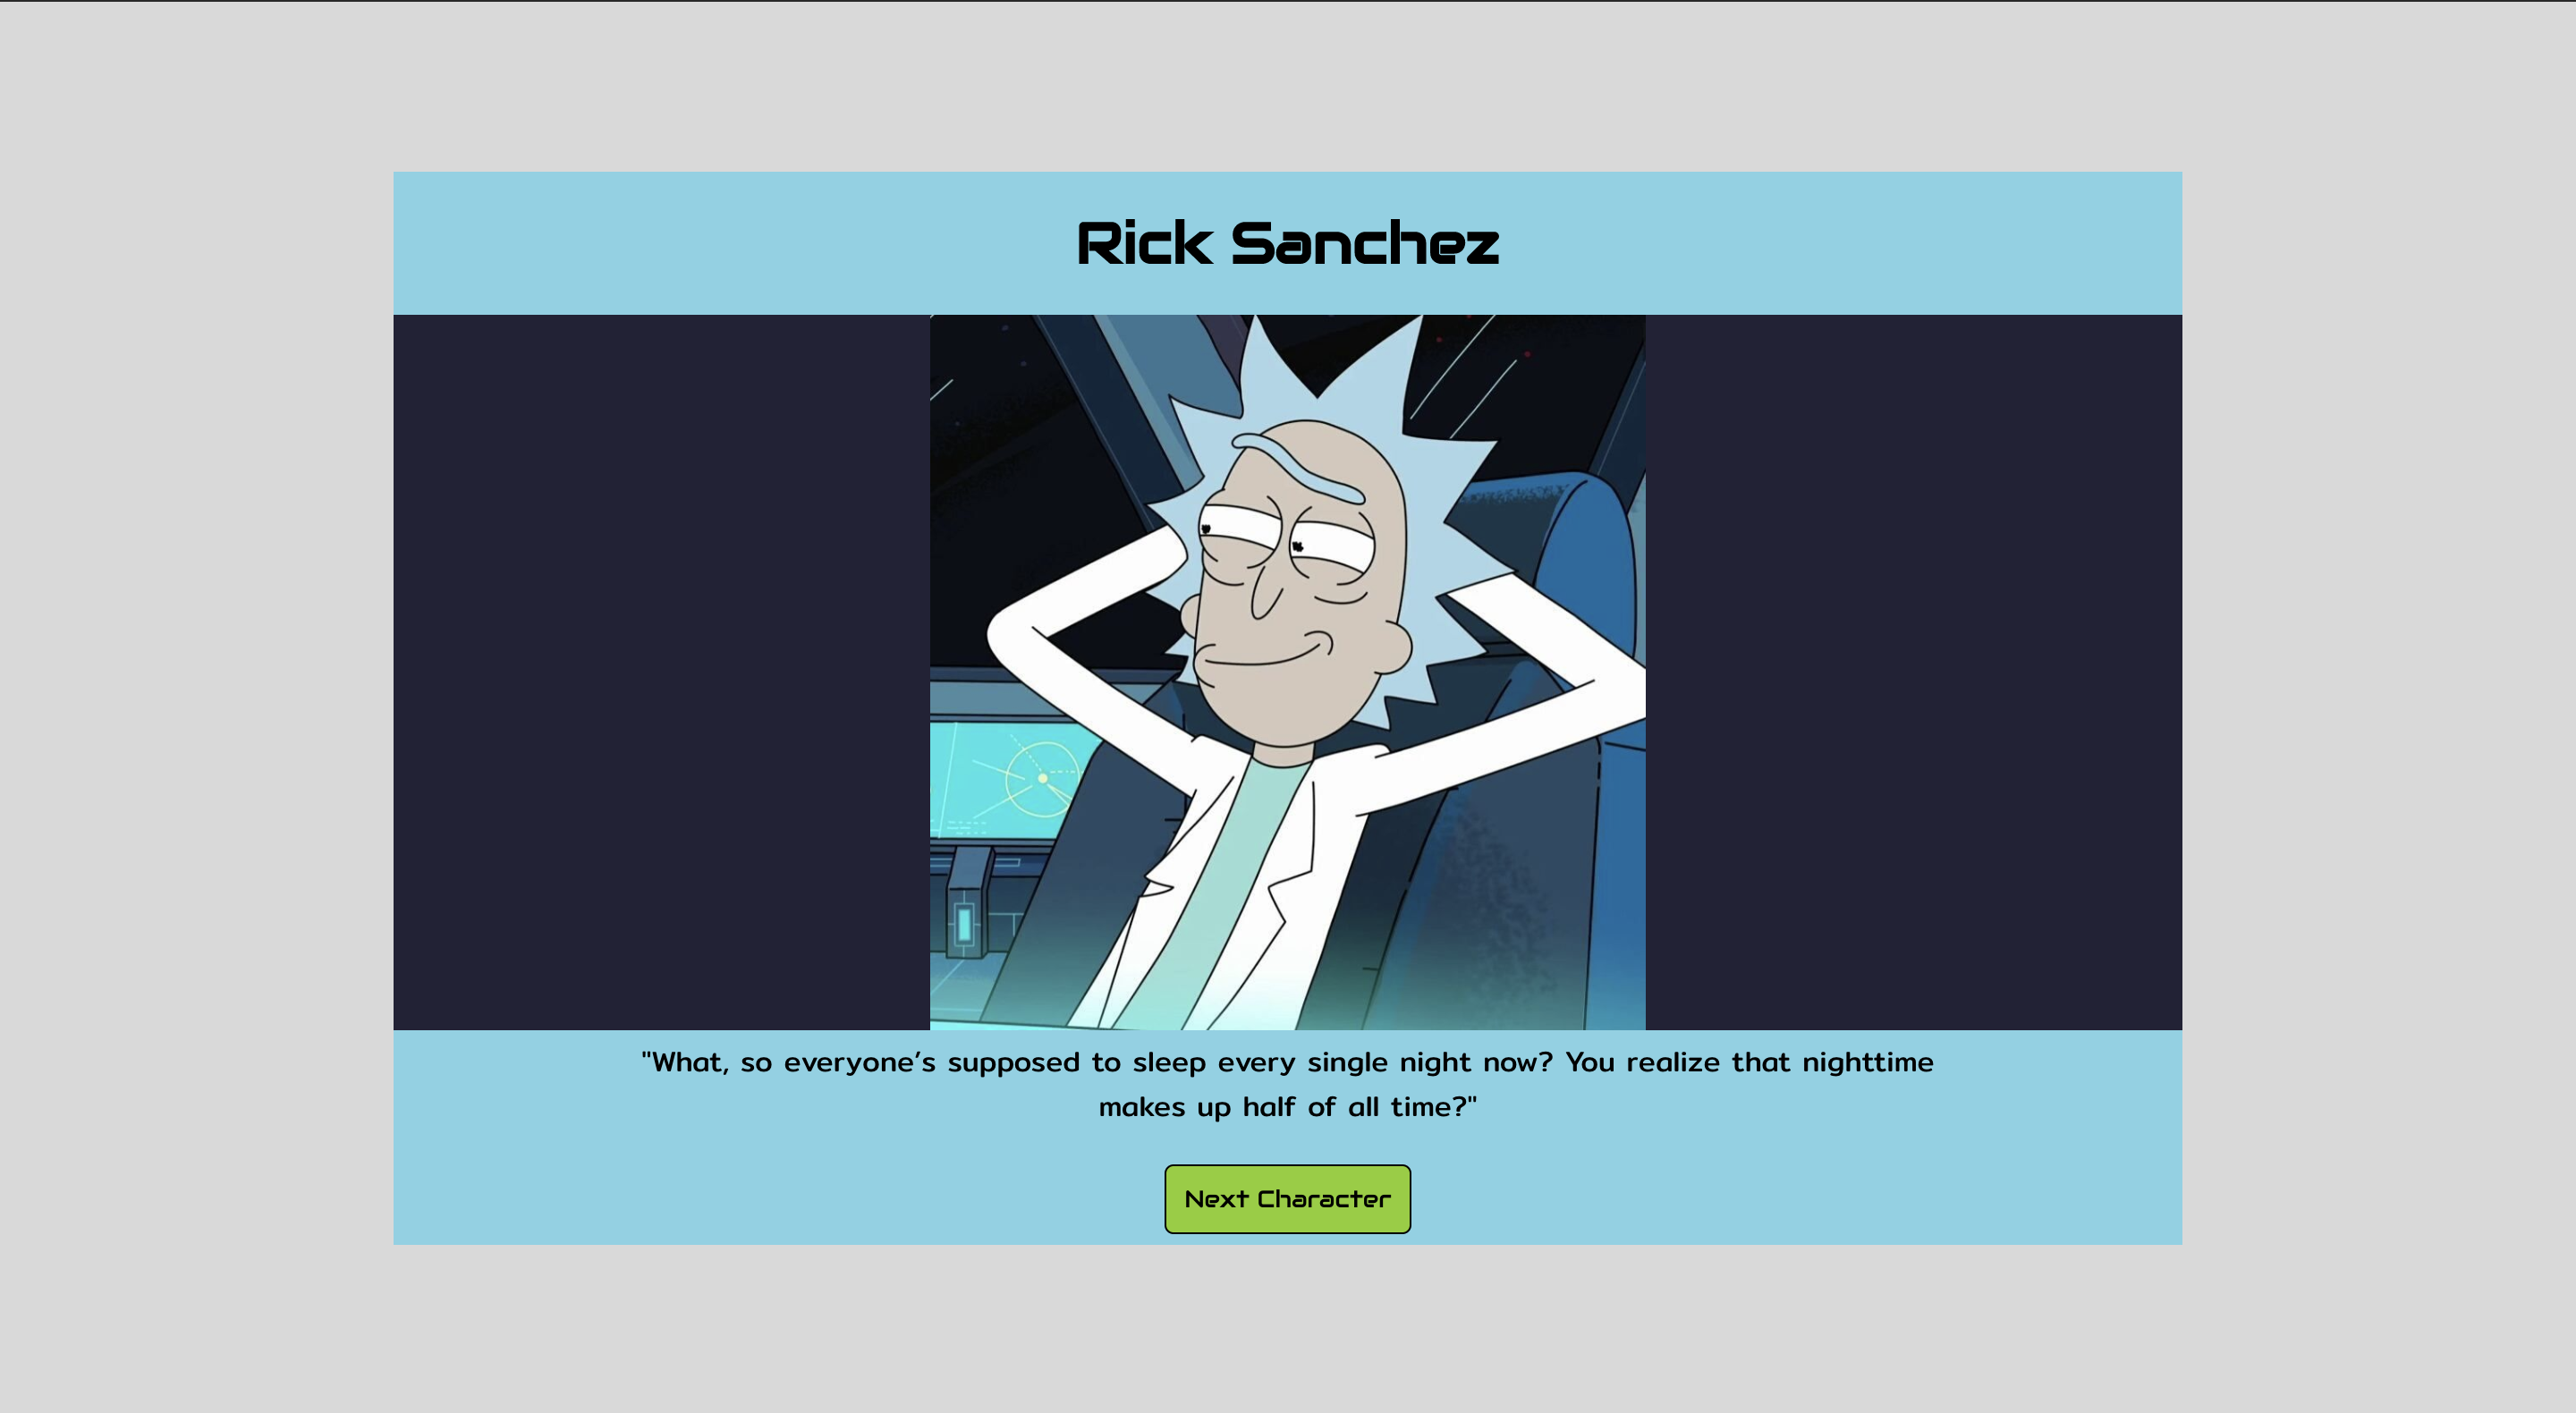 Rick Sanchez
"What, so everyone’s supposed to sleep every single night now? You realize that nighttime
makes up half of all time?"
Next Character